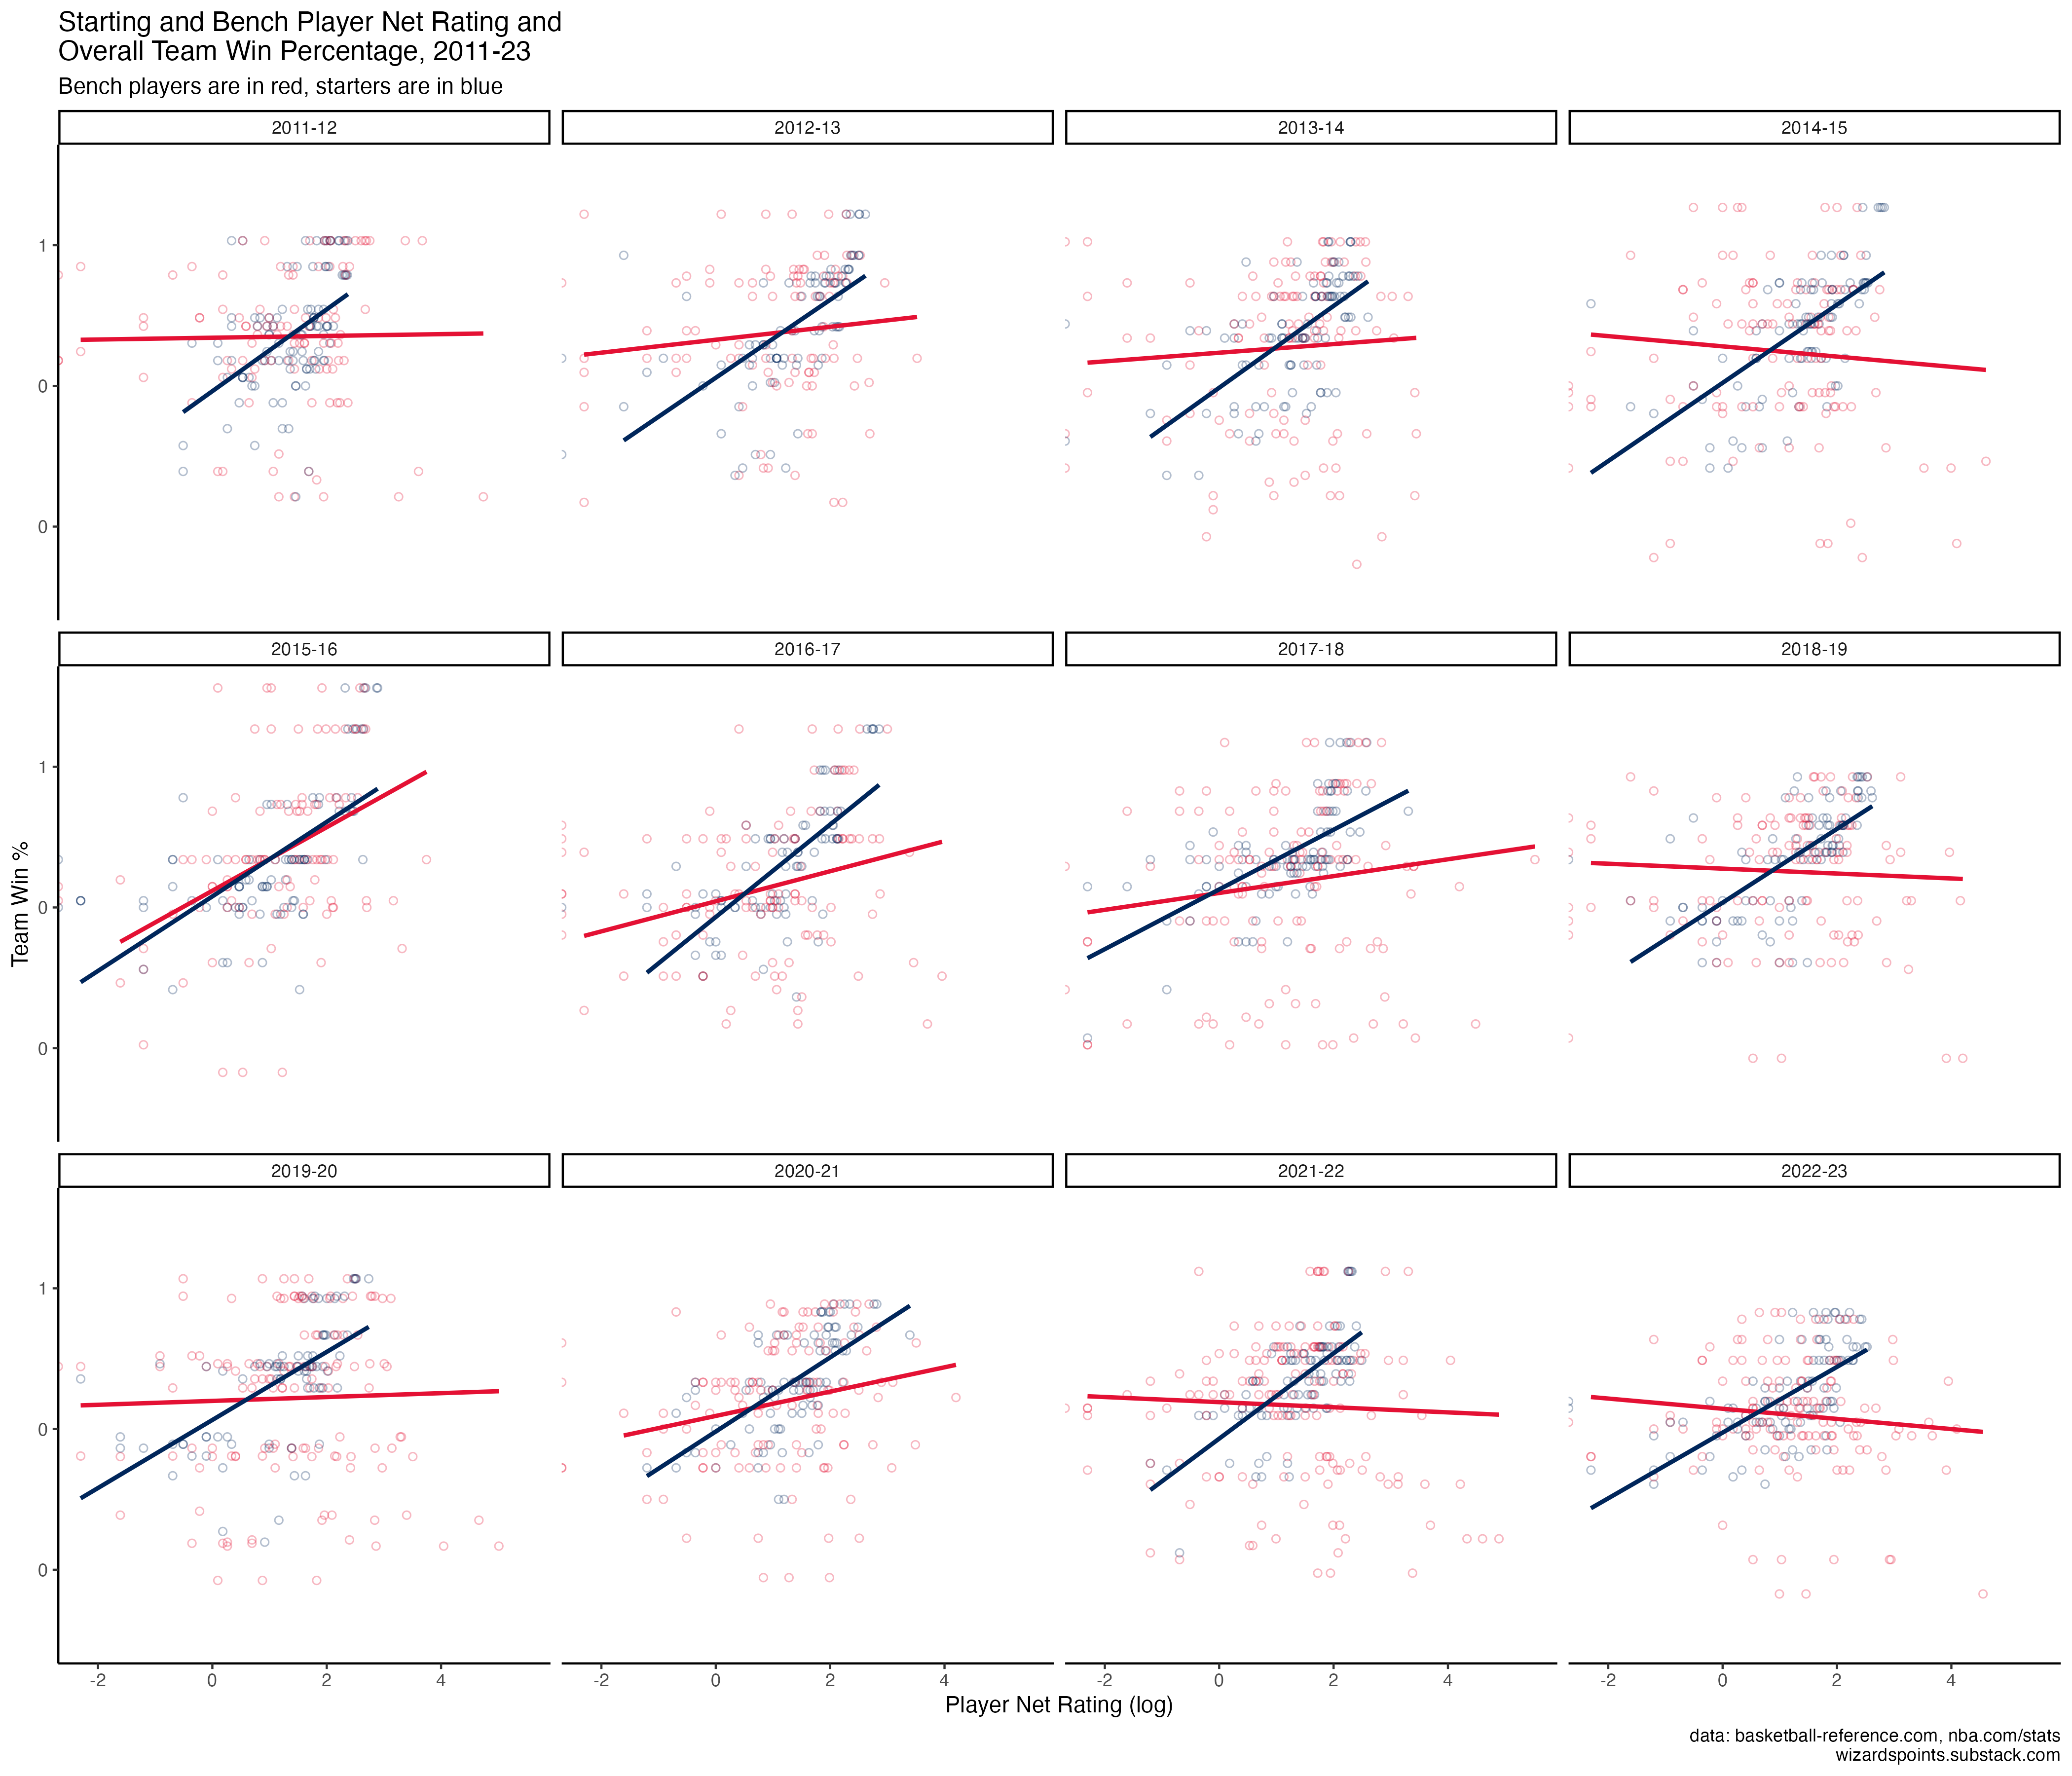 Starting and Bench Player Net Rating and
Overall Team Win Percentage, 2011-23
Bench players are in red, starters are in blue
2011-12
2012-13
2013-14
2014-15
1
0
0
2015-16
2016-17
2017-18
2018-19
Team Win %
1
0
0
2019-20
2020-21
2021-22
2022-23
1
0
0
-2 0 2 4
-2 0 2 4
-2 0 2 4
-2 0 2 4
Player Net Rating (log)
data: basketball-reference.com, nba.com/stats
wizardspoints.substack.com